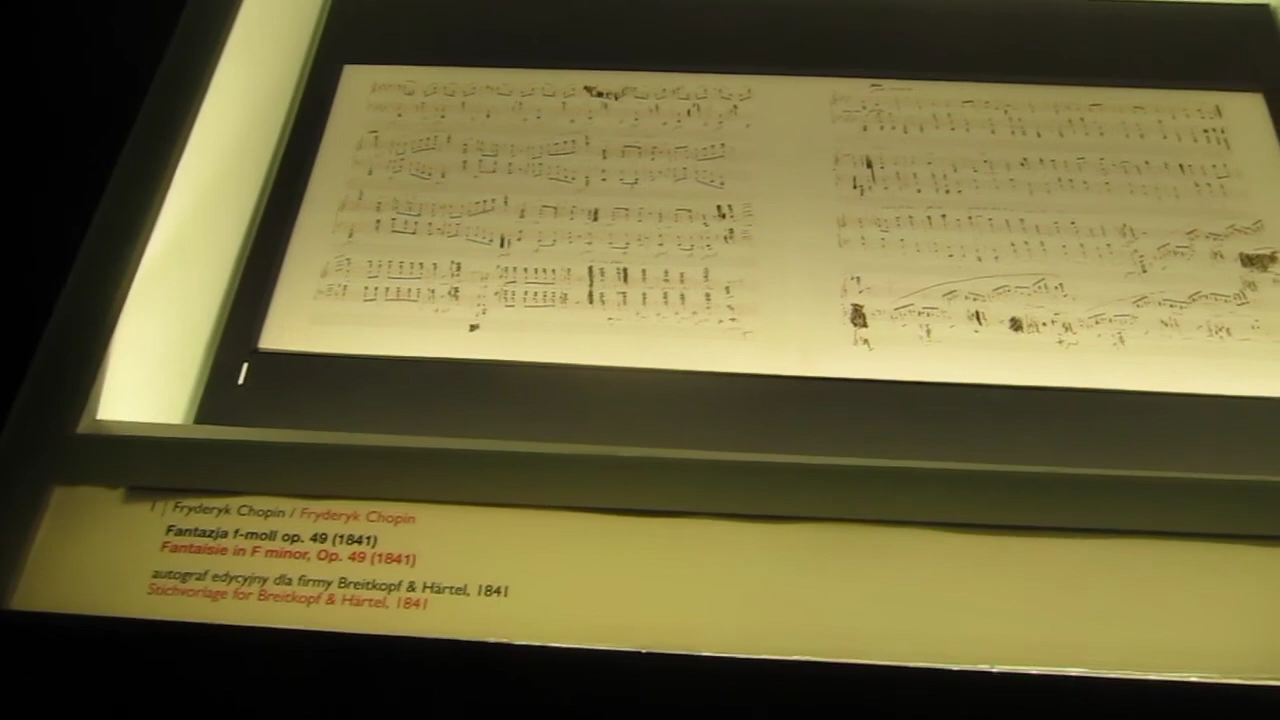 1 | Fryderyk Chopin / Fryderyk Chopin
Fantazja f-moll op. 49 (1841)
Fantaisie in F minor, Op. 49 (1841)
autograf edycyjny dla firmy Breitkopf & Härtel, 1841
Stichvorlage for Breitkopf & Härtel, 1841